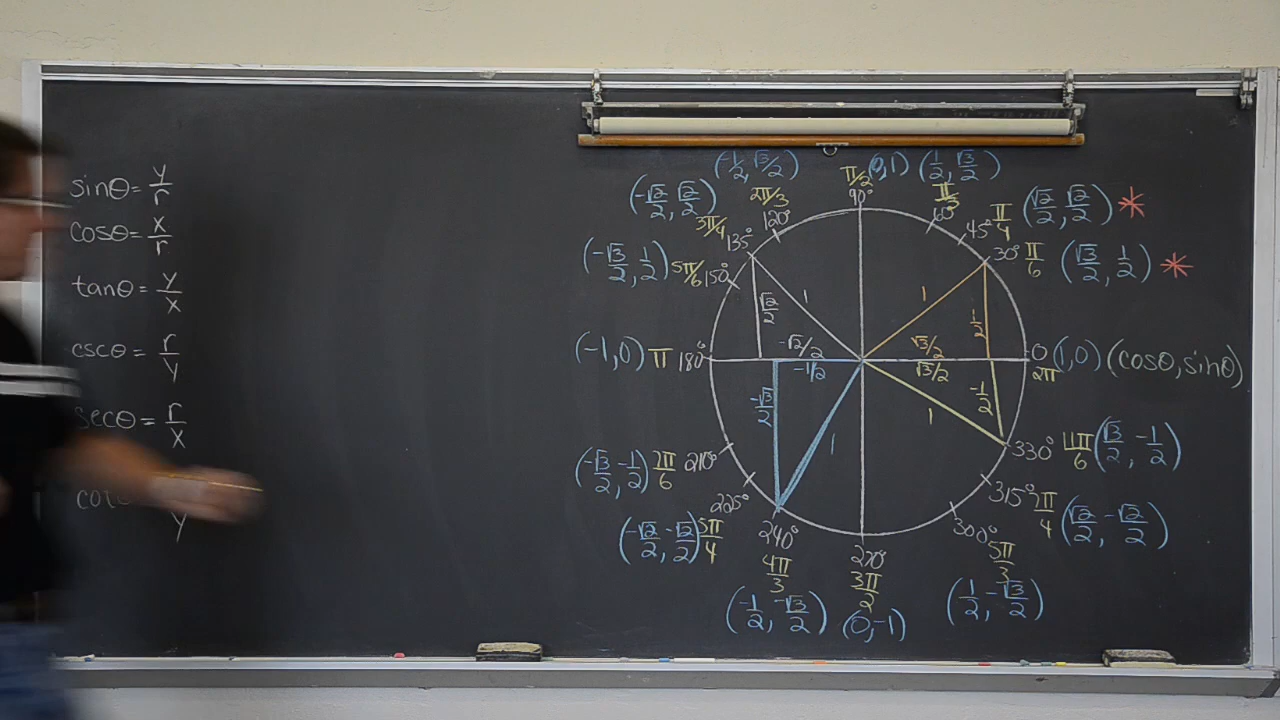 sinθ = y/r
cosθ = x/r
tanθ = y/x
cscθ = r/y
secθ = r/x
cot
y
(-1/2, √3/2)
π/2
(0,1)
(1/2, √3/2)
(-√2/2, √2/2)
2π/3
90°
π/3
(√2/2, √2/2) *
3π/4
120°
60°
π/4
135°
45°
(-√3/2, 1/2)
5π/6
150°
30°
π/6
(√3/2, 1/2) *
√2/2
1
1
1/2
-√2/2
√3/2
(-1,0) π 180°
0 (1,0) (cosθ, sinθ)
2π
-1/2
√3/2
-√3/2
-1/2
1
1
(-√3/2, -1/2) 7π/6 210°
330° 11π/6 (√3/2, -1/2)
225°
315° 7π/4 (√2/2, -√2/2)
(-√2/2, -√2/2) 5π/4
240°
270°
300°
4π/3
3π/2
5π/3
(-1/2, -√3/2)
(0,-1)
(1/2, -√3/2)